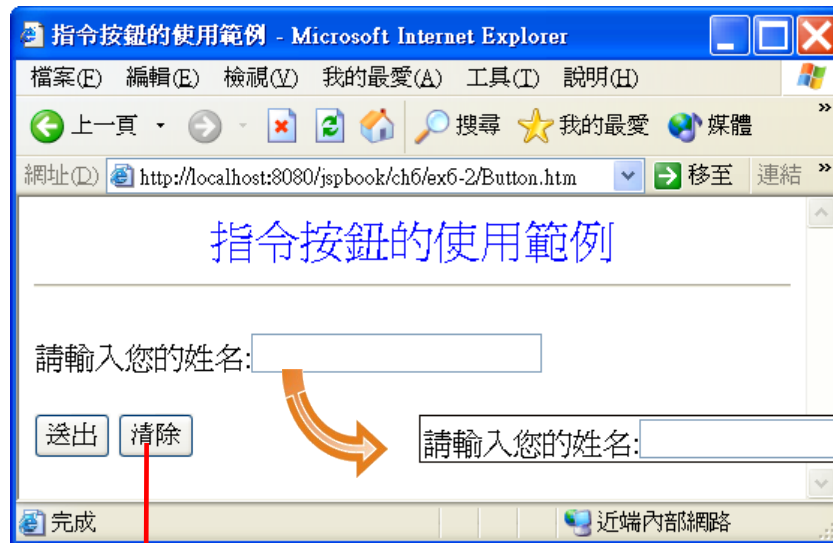 指令按鈕的使用範例 - Microsoft Internet Explorer
檔案(F) 編輯(E) 檢視(V) 我的最愛(A) 工具(T) 說明(H)
上一頁 搜尋 我的最愛 媒體 »
網址(D) http://localhost:8080/jspbook/ch6/ex6-2/Button.htm 移至 連結 »
指令按鈕的使用範例
請輸入您的姓名:
送出 清除
請輸入您的姓名:
完成 近端內部網路